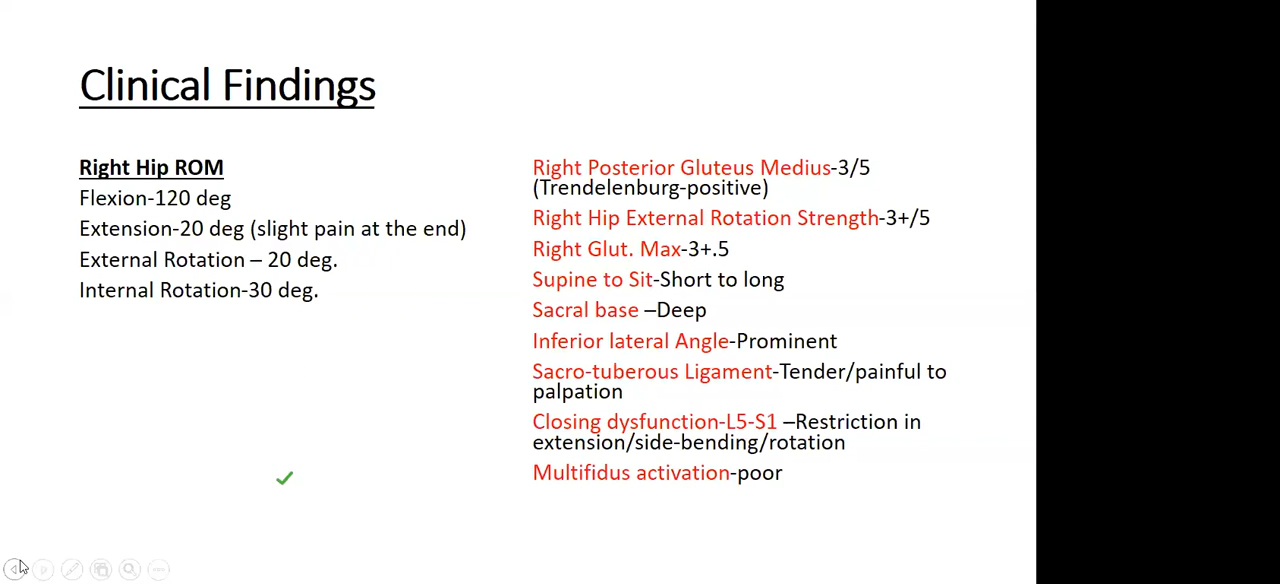 Clinical Findings
Right Hip ROM
Flexion-120 deg
Extension-20 deg (slight pain at the end)
External Rotation – 20 deg.
Internal Rotation-30 deg.
Right Posterior Gluteus Medius-3/5
(Trendelenburg-positive)
Right Hip External Rotation Strength-3+/5
Right Glut. Max-3+.5
Supine to Sit-Short to long
Sacral base –Deep
Inferior lateral Angle-Prominent
Sacro-tuberous Ligament-Tender/painful to
palpation
Closing dysfunction-L5-S1 –Restriction in
extension/side-bending/rotation
Multifidus activation-poor